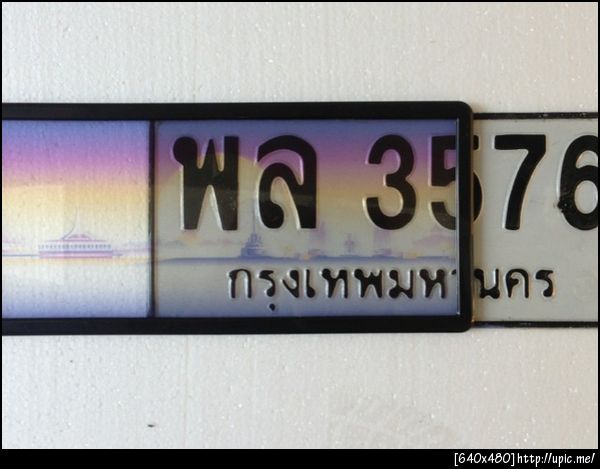 พล 3576
กรุงเทพมหานคร
[640x480]http://upic.me/